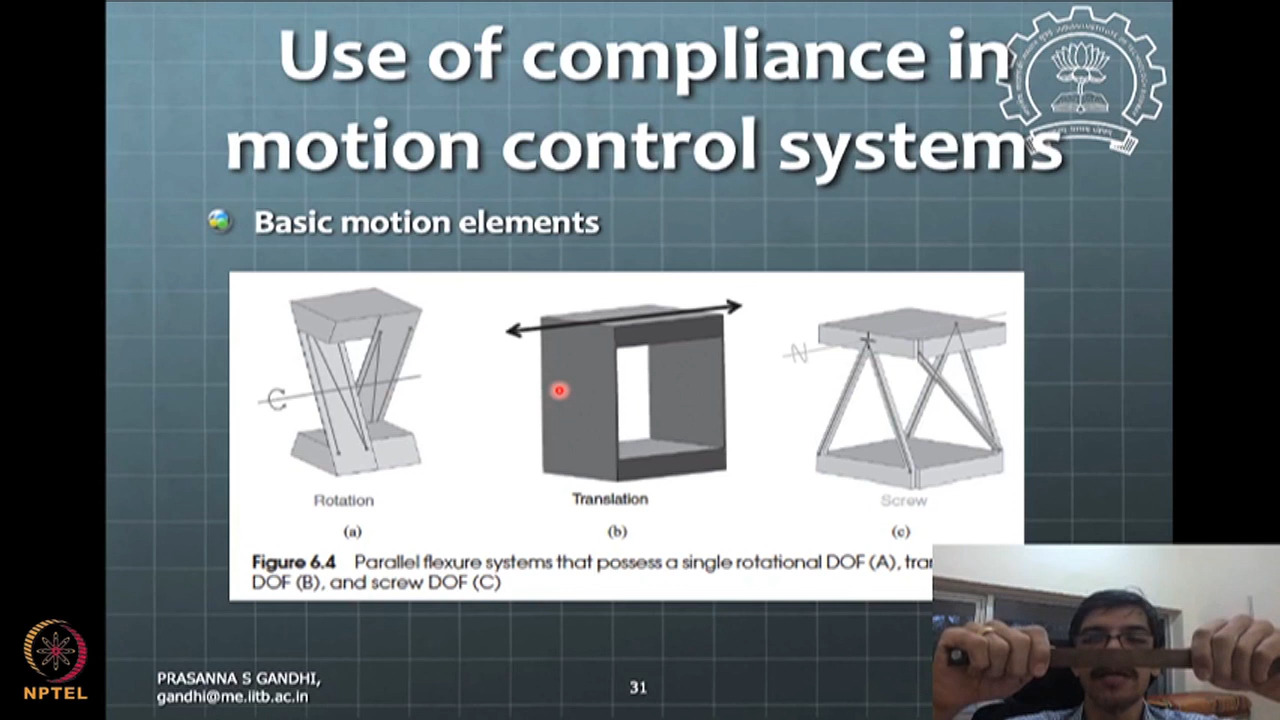 Use of compliance in
motion control systems
Basic motion elements
Rotation
Translation
Screw
(a)
(b)
(c)
Figure 6.4 Parallel flexure systems that possess a single rotational DOF (A),
DOF (B), and screw DOF (C)
PRASANNA S GANDHI,
gandhi@me.iitb.ac.in
31
NPTEL